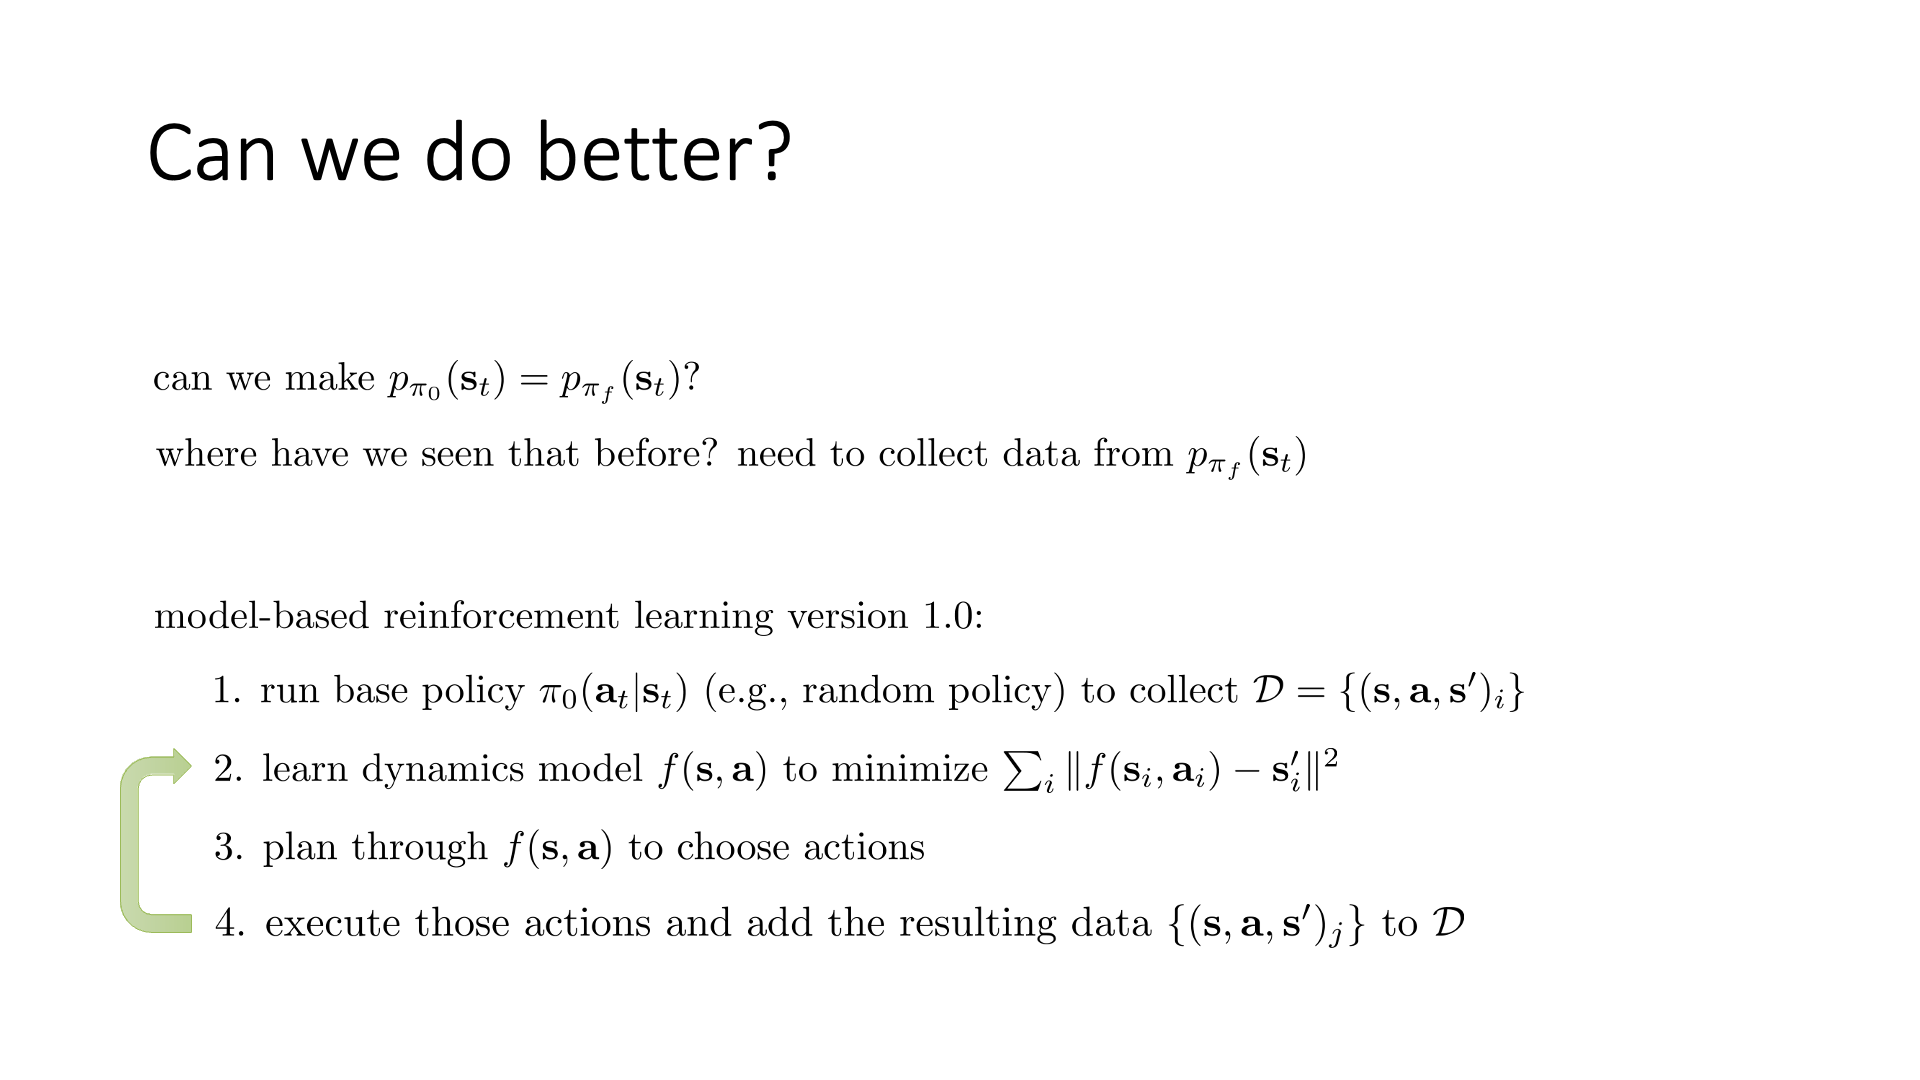 Can we do better?
can we make $p_{\pi_0}(\mathbf{s}_t) = p_{\pi_f}(\mathbf{s}_t)$?
where have we seen that before? need to collect data from $p_{\pi_f}(\mathbf{s}_t)$
model-based reinforcement learning version 1.0:
1. run base policy $\pi_0(\mathbf{a}_t|\mathbf{s}_t)$ (e.g., random policy) to collect $\mathcal{D} = \{(\mathbf{s}, \mathbf{a}, \mathbf{s}')_i\}$
2. learn dynamics model $f(\mathbf{s}, \mathbf{a})$ to minimize $\sum_i \|f(\mathbf{s}_i, \mathbf{a}_i) - \mathbf{s}'_i\|^2$
3. plan through $f(\mathbf{s}, \mathbf{a})$ to choose actions
4. execute those actions and add the resulting data $\{(\mathbf{s}, \mathbf{a}, \mathbf{s}')_j\}$ to $\mathcal{D}$